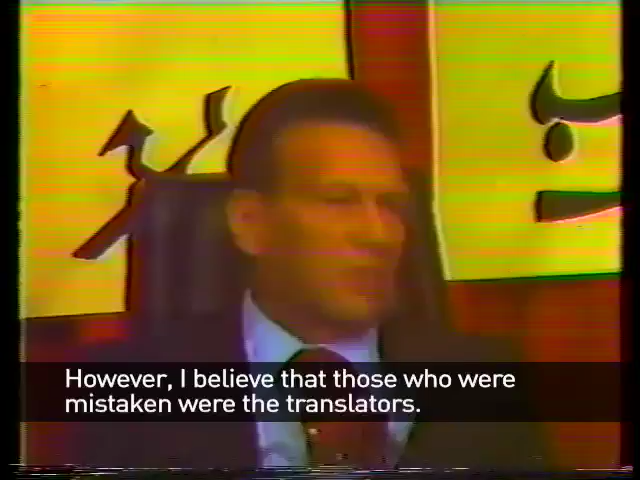 However, I believe that those who were
mistaken were the translators.